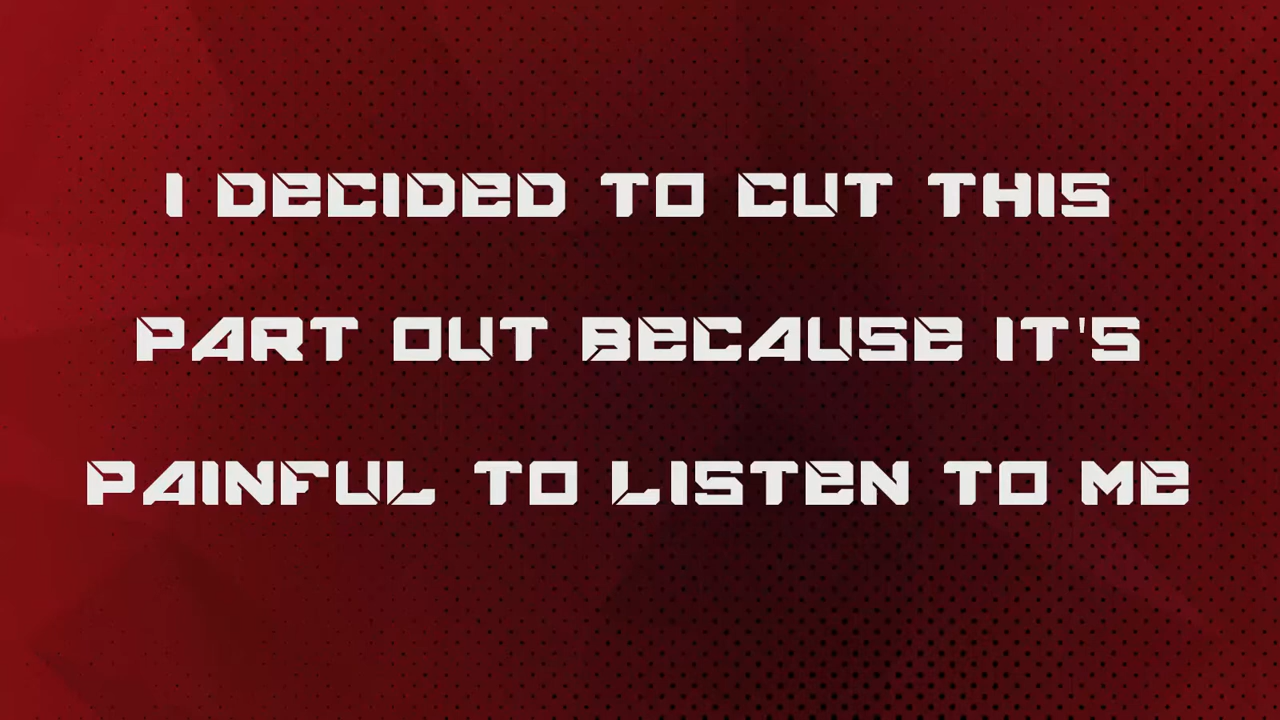 I DECIDED TO CUT THIS
PART OUT BECAUSE IT'S
PAINFUL TO LISTEN TO ME